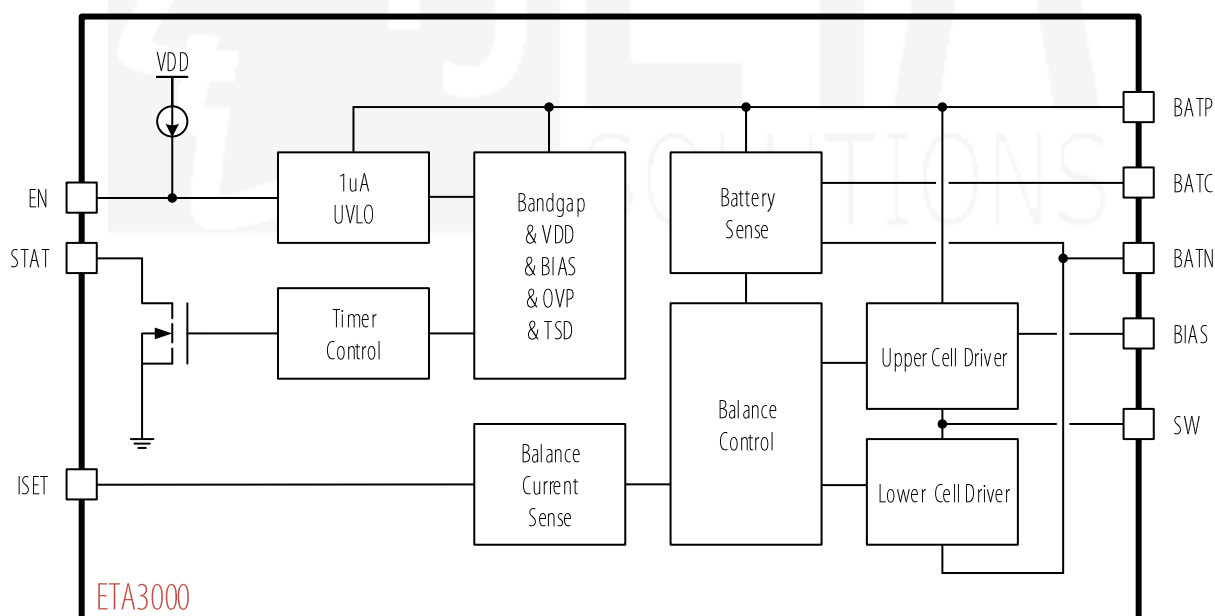 VDD
BATP
1uA
UVLO
Bandgap
& VDD
& BIAS
& OVP
& TSD
Battery
Sense
BATC
EN
STAT
BATN
Timer
Control
Upper Cell Driver
BIAS
Balance
Control
SW
ISET
Balance
Current
Sense
Lower Cell Driver
ETA3000
SOLUTIONS